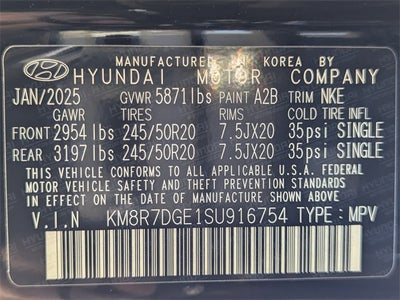 MANUFACTURED IN KOREA BY
HYUNDAI MOTOR COMPANY
JAN/2025 GVWR 5871lbs PAINT A2B TRIM NKE
GAWR TIRES RIMS COLD TIRE INFL
FRONT 2954lbs 245/50R20 7.5JX20 35psi SINGLE
REAR 3197lbs 245/50R20 7.5JX20 35psi SINGLE
THIS VEHICLE CONFORMS TO ALL APPLICABLE U.S.A FEDERAL
MOTOR VEHICLE SAFETY AND BUMPER STANDARDS IN EFFECT ON
THE DATE OF MANUFACTURE SHOWN ABOVE.
V.I.N KM8R7DGE1SU916754 TYPE: MPV